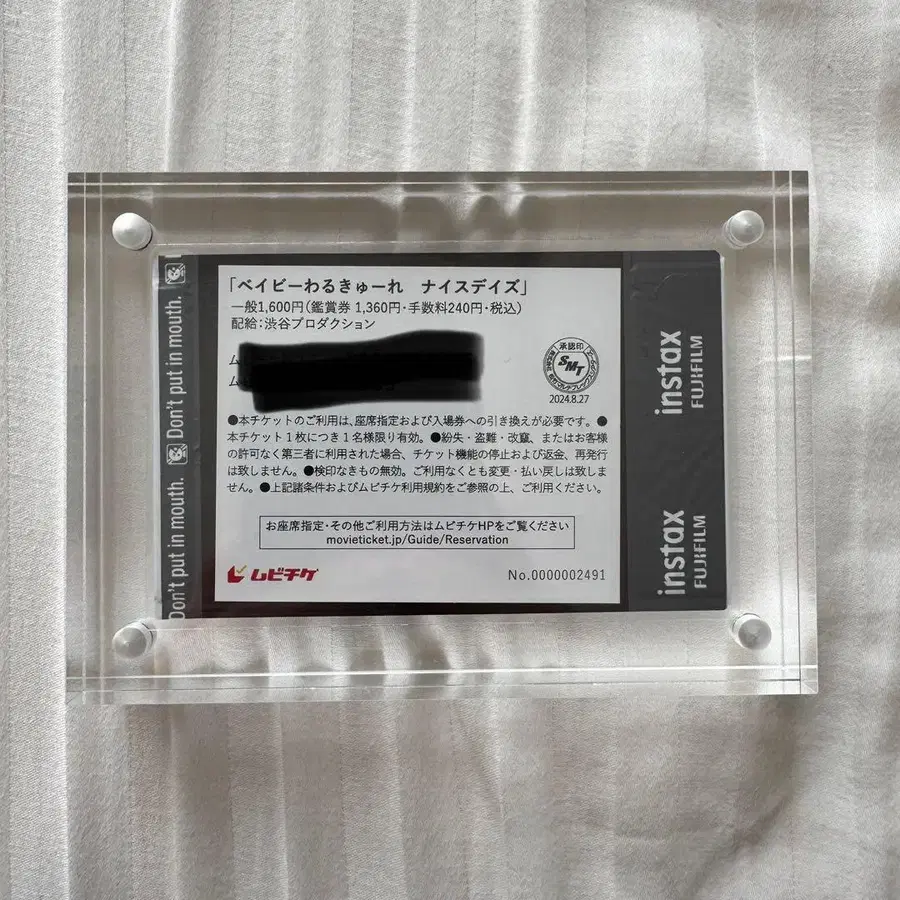 「ベイビーわるきゅーれ ナイスデイズ」
一般1,600円(鑑賞券 1,360円・手数料240円・税込)
配給:渋谷プロダクション
ム
ム
承認印
SMT
2024.8.27
●本チケットのご利用は、座席指定および入場券への引き換えが必要です。●
本チケット1枚につき1名様限り有効。●紛失・盗難・改竄、またはお客様
の許可なく第三者に利用された場合、チケット機能の停止および返金、再発行
は致しません。●検印なきもの無効。ご利用なくとも変更・払い戻しは致しま
せん。●上記諸条件およびムビチケ利用規約をご参照の上、ご利用ください。
お座席指定・その他ご利用方法はムビチケHPをご覧ください
movieticket.jp/Guide/Reservation
ムビチケ
No.0000002491
Don't put in mouth.
Don't put in mouth.
Don't put in mouth.
instax
FUJIFILM
instax
FUJIFILM